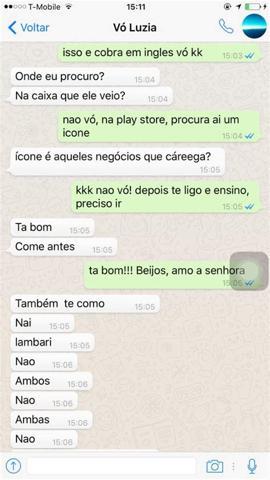 T-Mobile 15:11
Voltar Vó Luzia
isso e cobra em ingles vó kk 15:03
Onde eu procuro? 15:04
Na caixa que ele veio? 15:04
nao vó, na play store, procura ai um
icone 15:04
ícone é aqueles negócios que cáreega?
15:05
kkk nao vó! depois te ligo e ensino,
preciso ir 15:05
Ta bom 15:05
Come antes 15:05
ta bom!!! Beijos, amo a senhora
15:05
Também te como 15:05
Nai 15:05
lambari 15:05
Nao 15:06
Ambos 15:06
Nao 15:06
Ambas 15:06
Nao 15:06